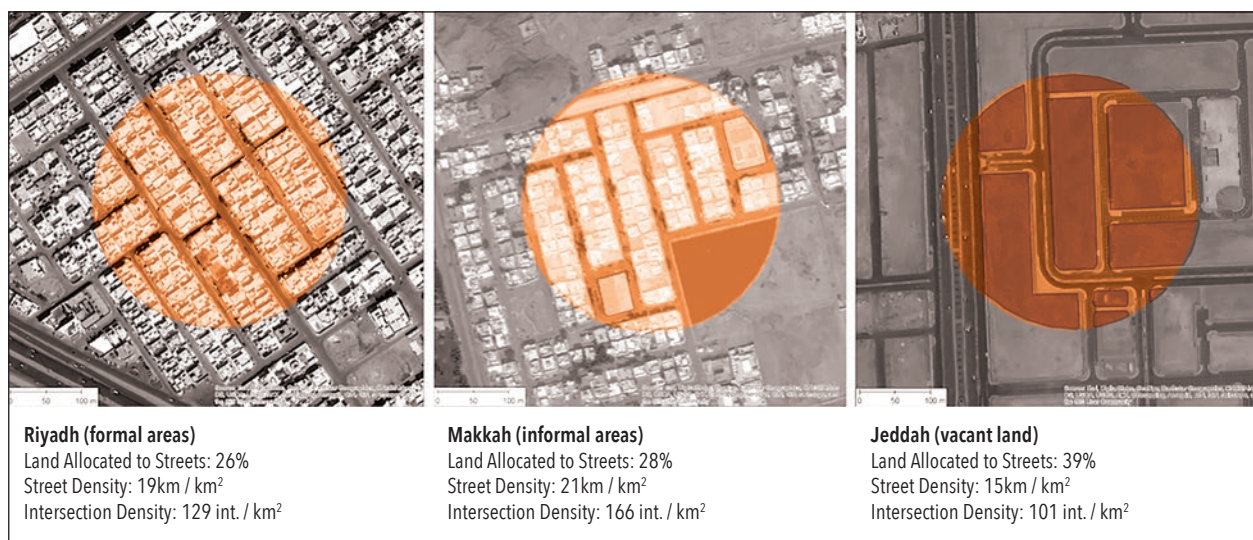 50
100 m
50
100 m
50
100 m
Riyadh (formal areas)
Land Allocated to Streets: 26%
Street Density: 19km / km²
Intersection Density: 129 int. / km²
Makkah (informal areas)
Land Allocated to Streets: 28%
Street Density: 21km / km²
Intersection Density: 166 int. / km²
Jeddah (vacant land)
Land Allocated to Streets: 39%
Street Density: 15km / km²
Intersection Density: 101 int. / km²